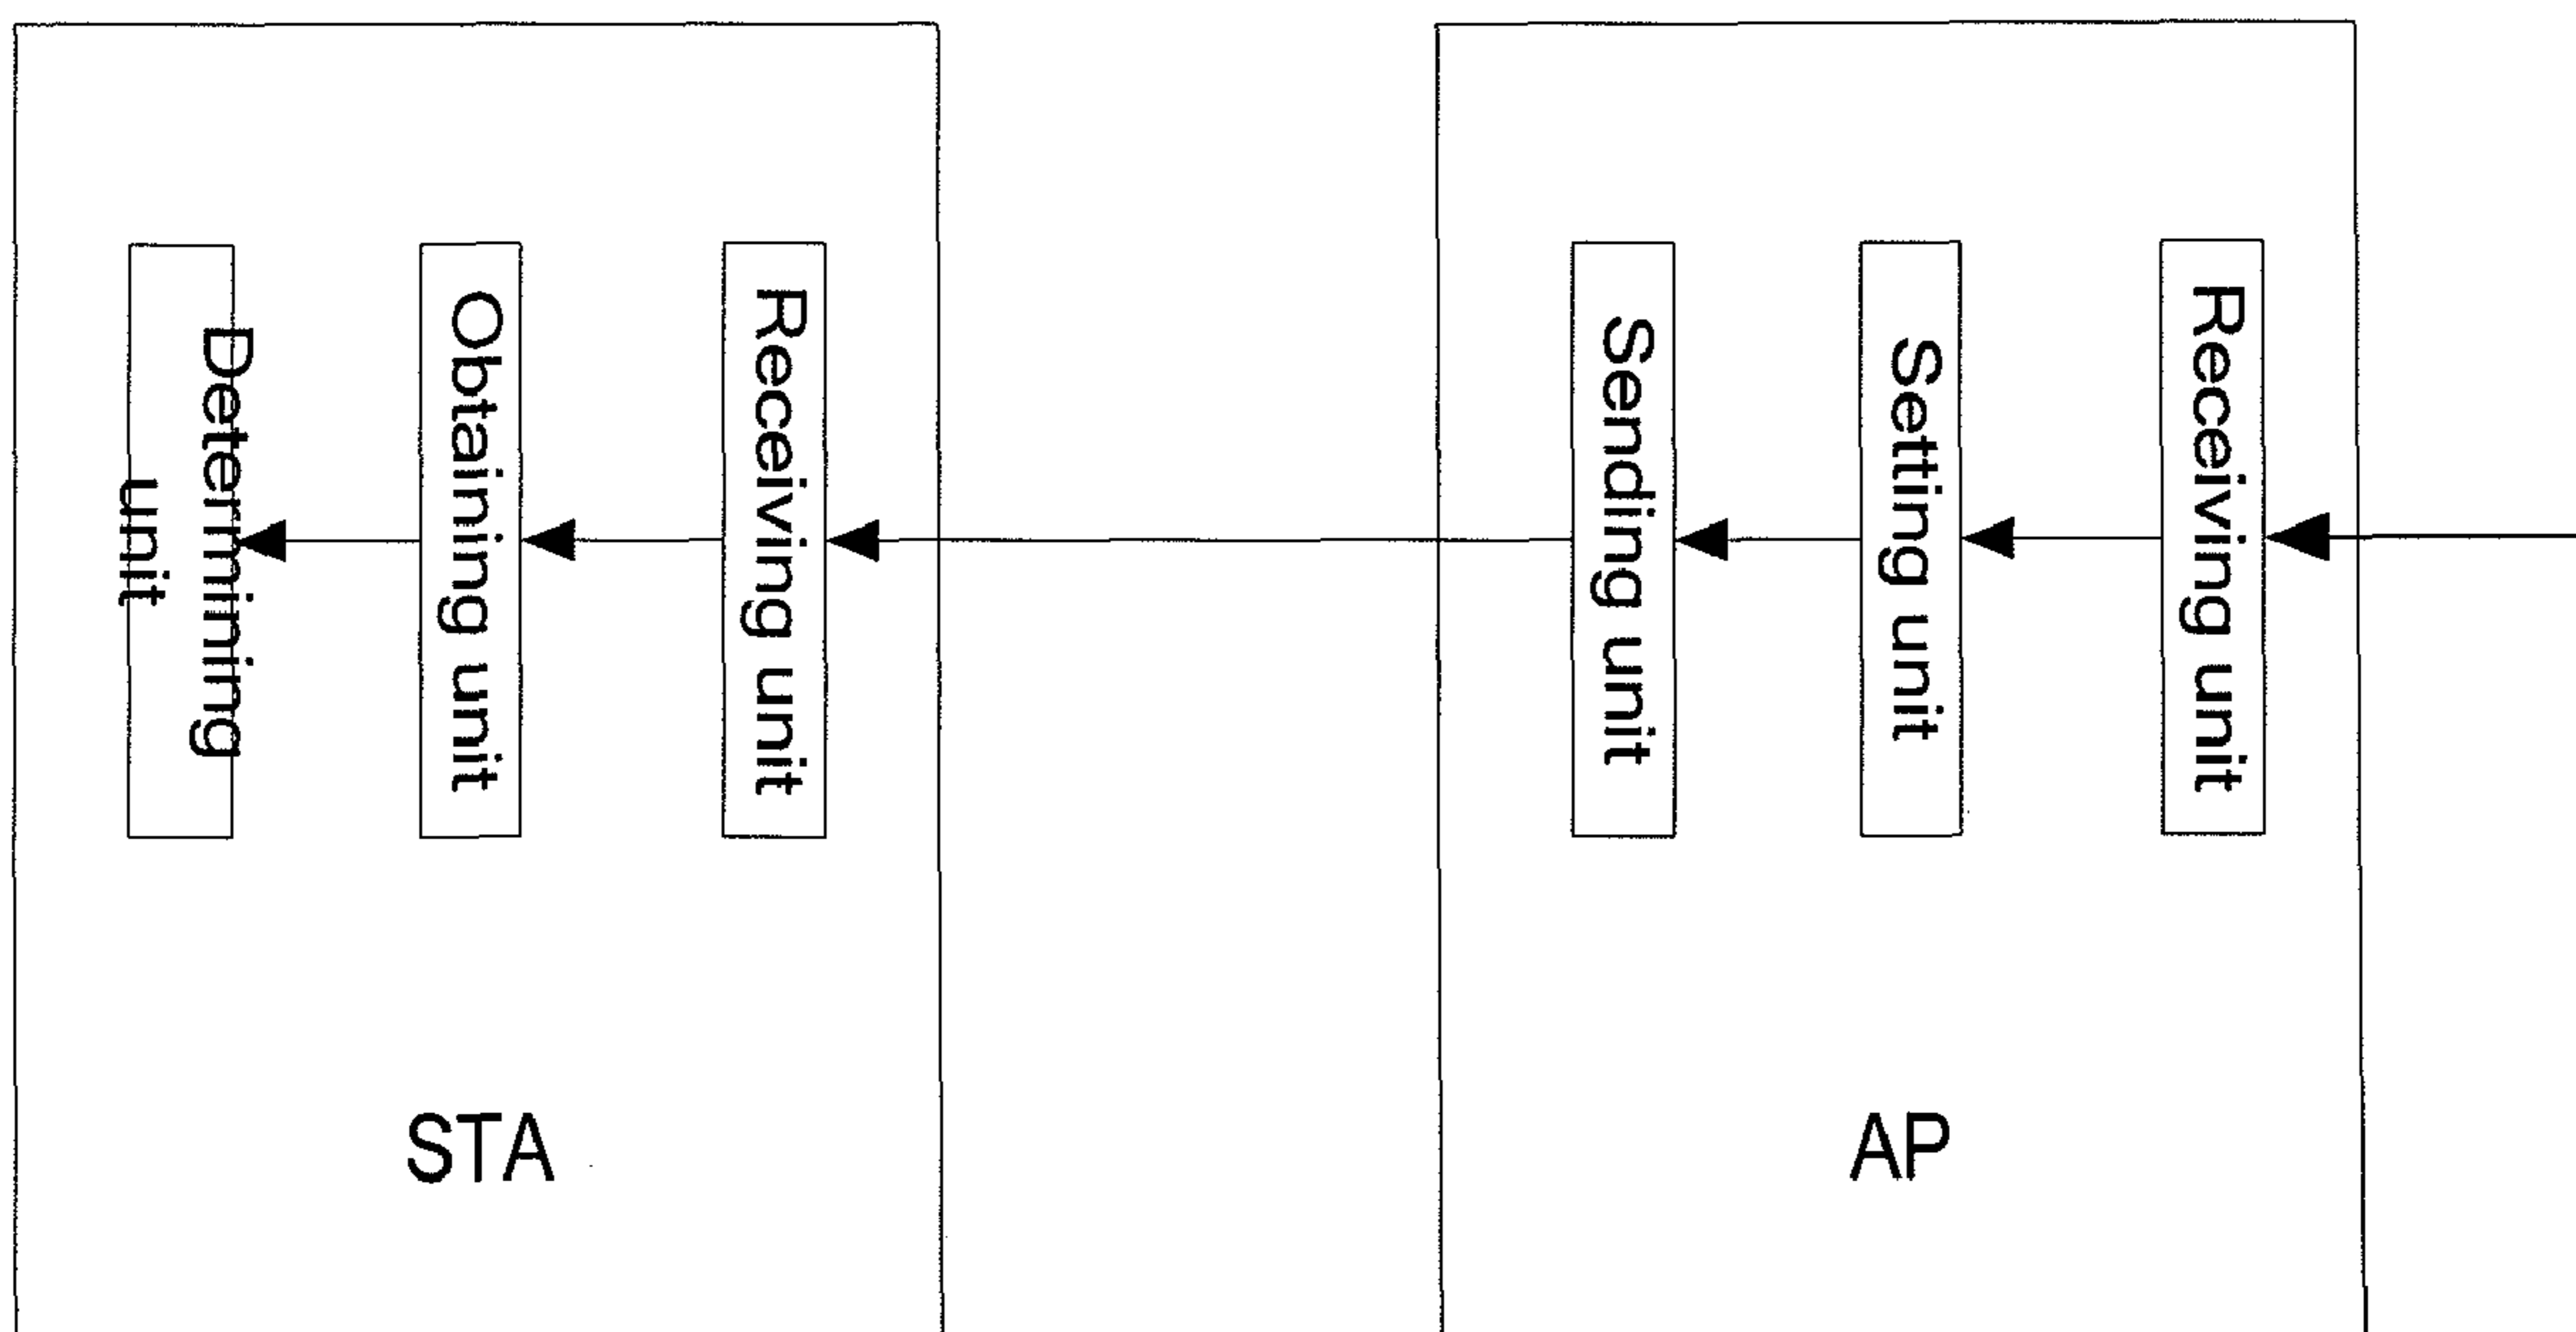 Determining
unit
Obtaining unit
Receiving unit
Sending unit
Setting unit
Receiving unit
STA
AP